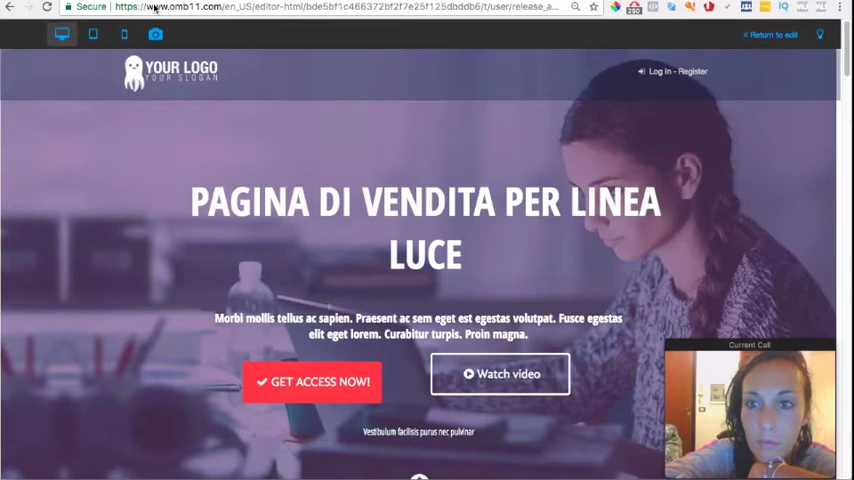 Secure https://www.omb11.com/en_US/editor-html/bde5bf1c466372bf2f7e25f125dbddb6/t/user/release_a...
250
IQ
< Return to edit
YOUR LOGO
YOUR SLOGAN
Log In - Register
PAGINA DI VENDITA PER LINEA
LUCE
Morbi mollis tellus ac sapien. Praesent ac sem eget est egestas volutpat. Fusce egestas
elit eget lorem. Curabitur turpis. Proin magna.
GET ACCESS NOW!
Watch video
Vestibulum facilisis purus nec pulvinar
Current Call